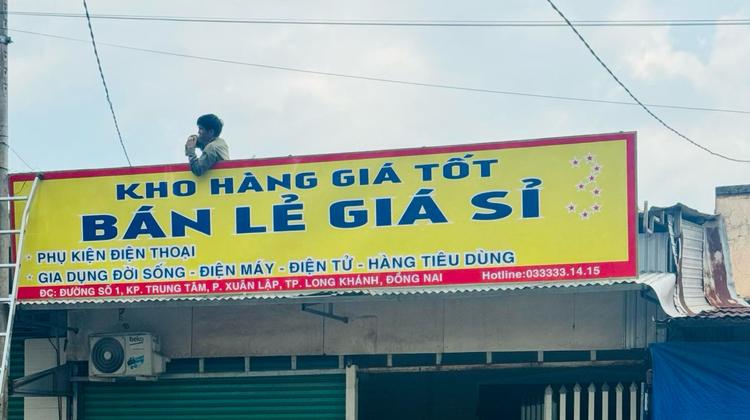 KHO HÀNG GIÁ TỐT
BÁN LẺ GIÁ SỈ
PHỤ KIỆN ĐIỆN THOẠI
GIA DỤNG ĐỜI SỐNG - ĐIỆN MÁY - ĐIỆN TỬ - HÀNG TIÊU DÙNG
ĐC: ĐƯỜNG SỐ 1, KP. TRUNG TÂM, P. XUÂN LẬP, TP. LONG KHÁNH, ĐỒNG NAI Hotline:033333.14.15
beko